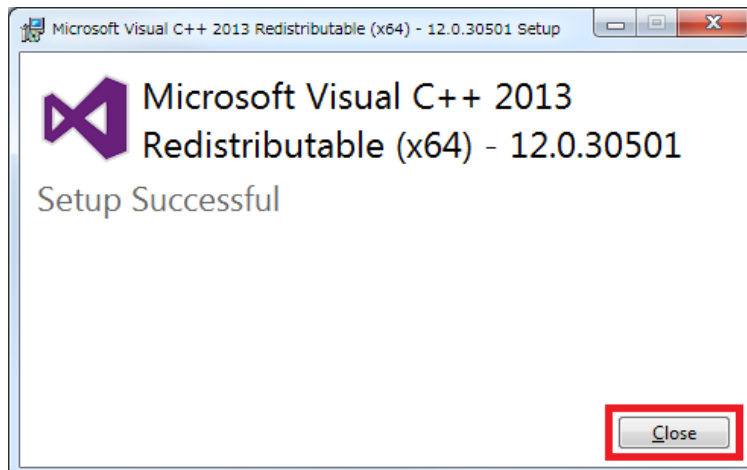 Microsoft Visual C++ 2013 Redistributable (x64) - 12.0.30501 Setup
Microsoft Visual C++ 2013
Redistributable (x64) - 12.0.30501
Setup Successful
Close